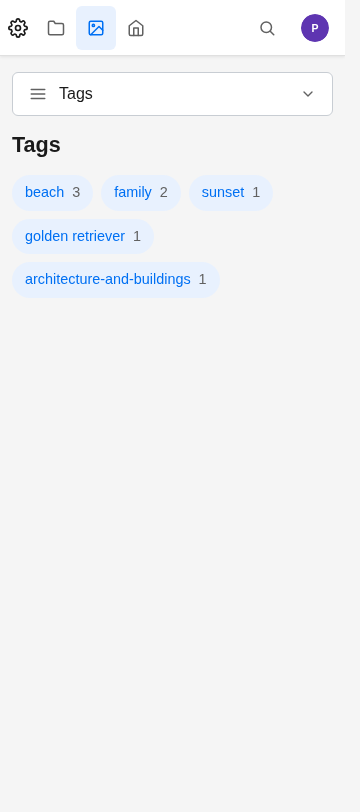 P
Tags
Tags
beach 3 family 2 sunset 1
golden retriever 1
architecture-and-buildings 1